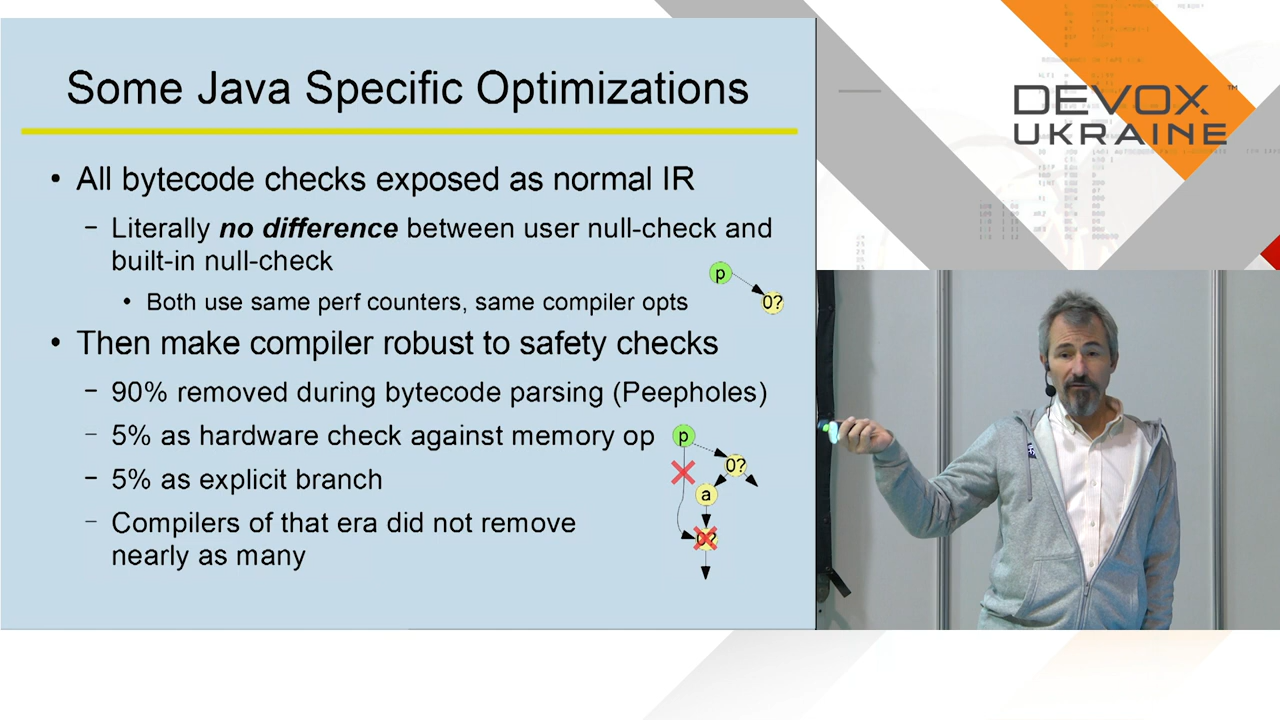 Some Java Specific Optimizations
• All bytecode checks exposed as normal IR
– Literally no difference between user null-check and
built-in null-check
• Both use same perf counters, same compiler opts
p
0?
• Then make compiler robust to safety checks
– 90% removed during bytecode parsing (Peepholes)
– 5% as hardware check against memory op
– 5% as explicit branch
– Compilers of that era did not remove
nearly as many
p
0?
a
0?
DEVOX™
UKRAINE